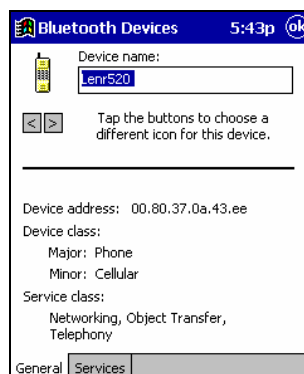 Bluetooth Devices 5:43p ok
Device name:
Lenr520
< > Tap the buttons to choose a
different icon for this device.
Device address: 00.80.37.0a.43.ee
Device class:
Major: Phone
Minor: Cellular
Service class:
Networking, Object Transfer,
Telephony
General Services